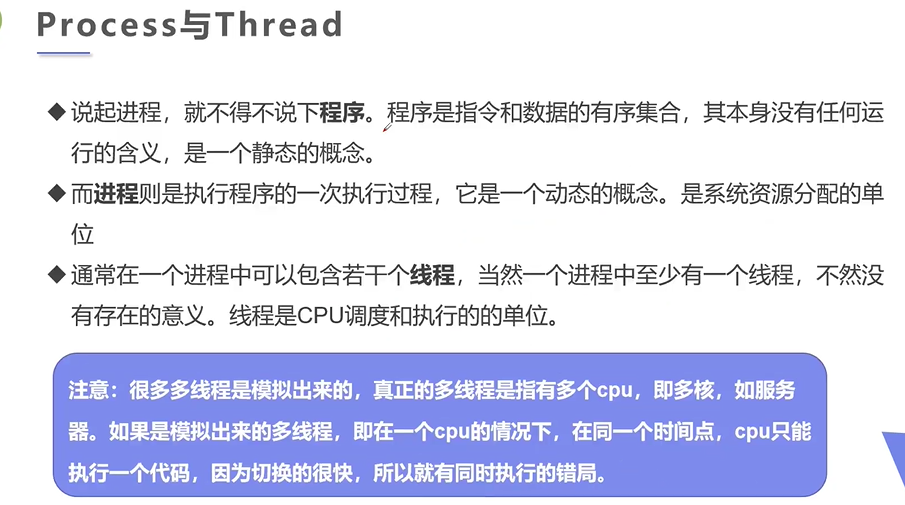 Process与Thread
◆说起进程，就不得不说下程序。程序是指令和数据的有序集合，其本身没有任何运
行的含义，是一个静态的概念。
◆而进程则是执行程序的一次执行过程，它是一个动态的概念。是系统资源分配的单
位
◆通常在一个进程中可以包含若干个线程，当然一个进程中至少有一个线程，不然没
有存在的意义。线程是CPU调度和执行的的单位。
注意：很多多线程是模拟出来的，真正的多线程是指有多个cpu，即多核，如服务
器。如果是模拟出来的多线程，即在一个cpu的情况下，在同一个时间点，cpu只能
执行一个代码，因为切换的很快，所以就有同时执行的错局。